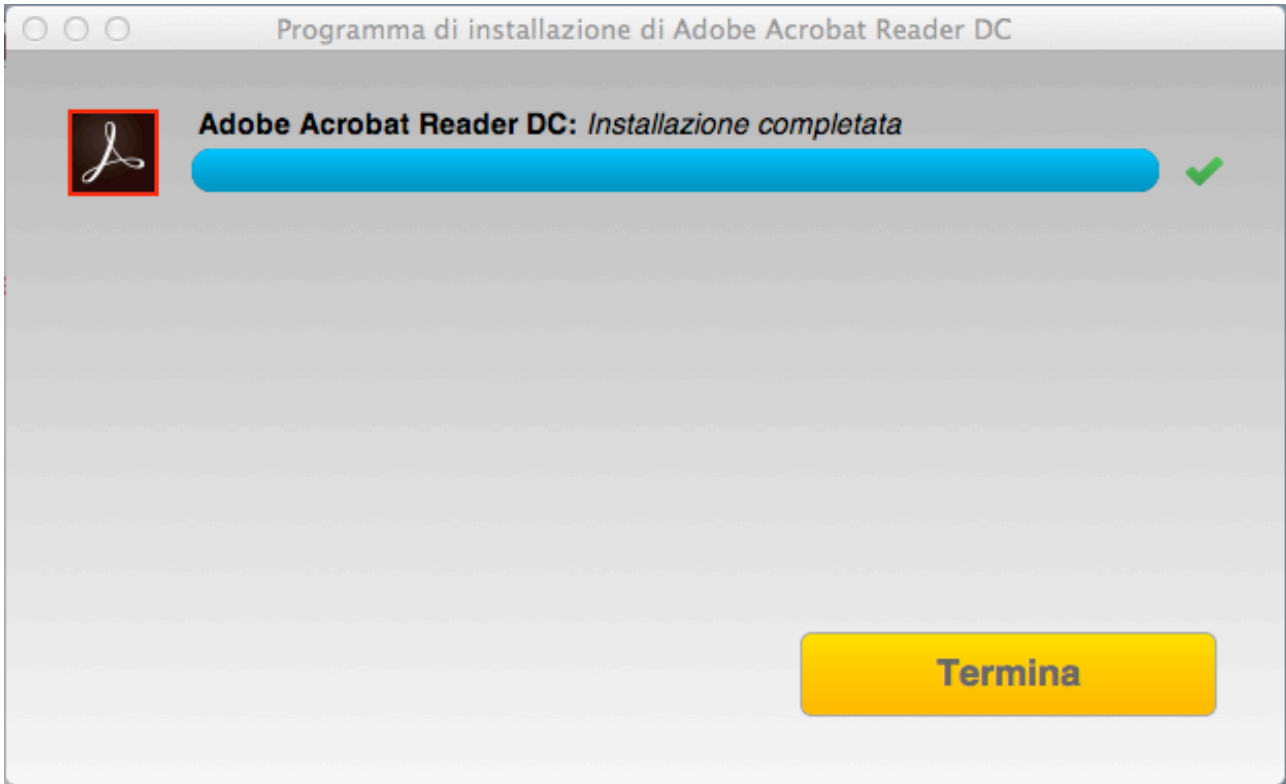 Programma di installazione di Adobe Acrobat Reader DC
Adobe Acrobat Reader DC: Installazione completata
Termina